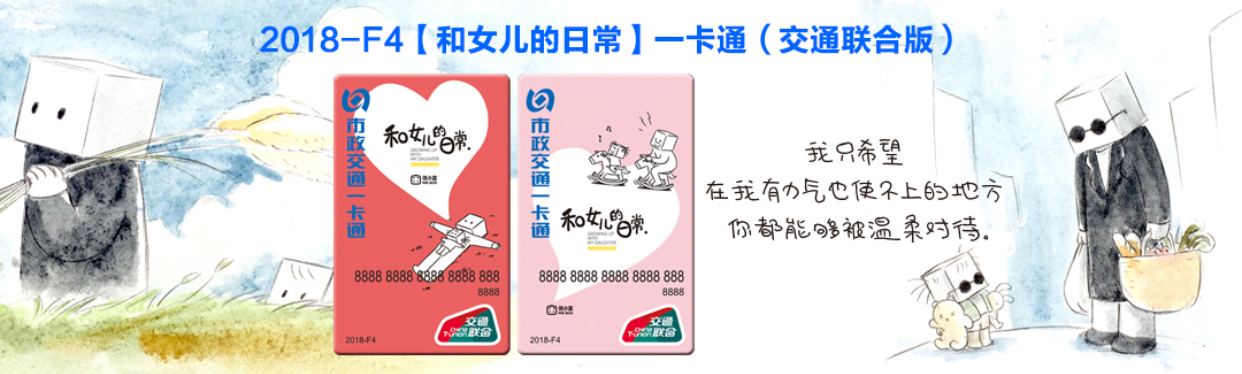 2018-F4【和女儿的日常】一卡通（交通联合版）
市政交通一卡通
和女儿的日常.
GROWING UP
WITH
MY DAUGHTER
8888 8888 8888 8888 888
8888
2018-F4
交通
联合
CHINA
T-UNION
市政交通一卡通
和女儿的日常.
GROWING UP
WITH
MY DAUGHTER
8888 8888 8888 8888 888
8888
2018-F4
交通
联合
CHINA
T-UNION
我只希望
在我有力气也使不上的地方
你都能够被温柔对待。